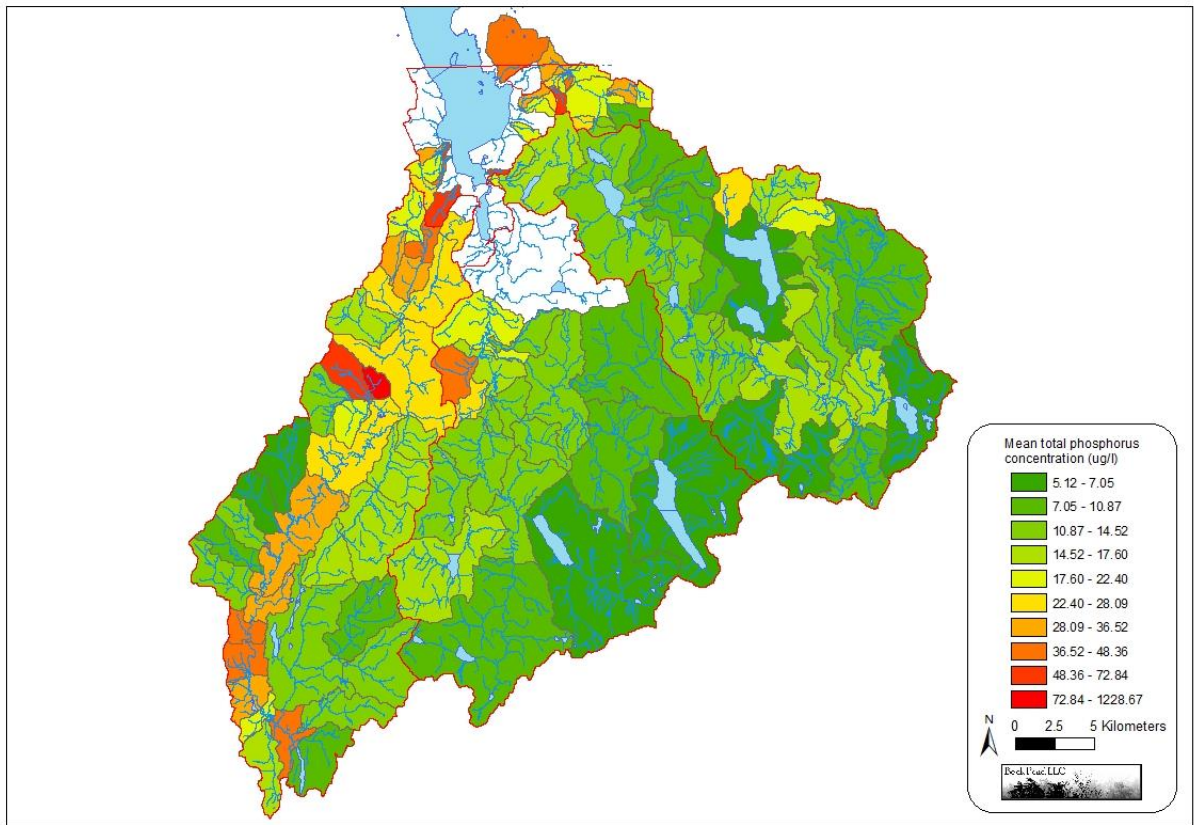 Mean total phosphorus
concentration (ug/l)
5.12 - 7.05
7.05 - 10.87
10.87 - 14.52
14.52 - 17.60
17.60 - 22.40
22.40 - 28.09
28.09 - 36.52
36.52 - 48.36
48.36 - 72.84
72.84 - 1228.67
N
0 2.5 5 Kilometers
LLC